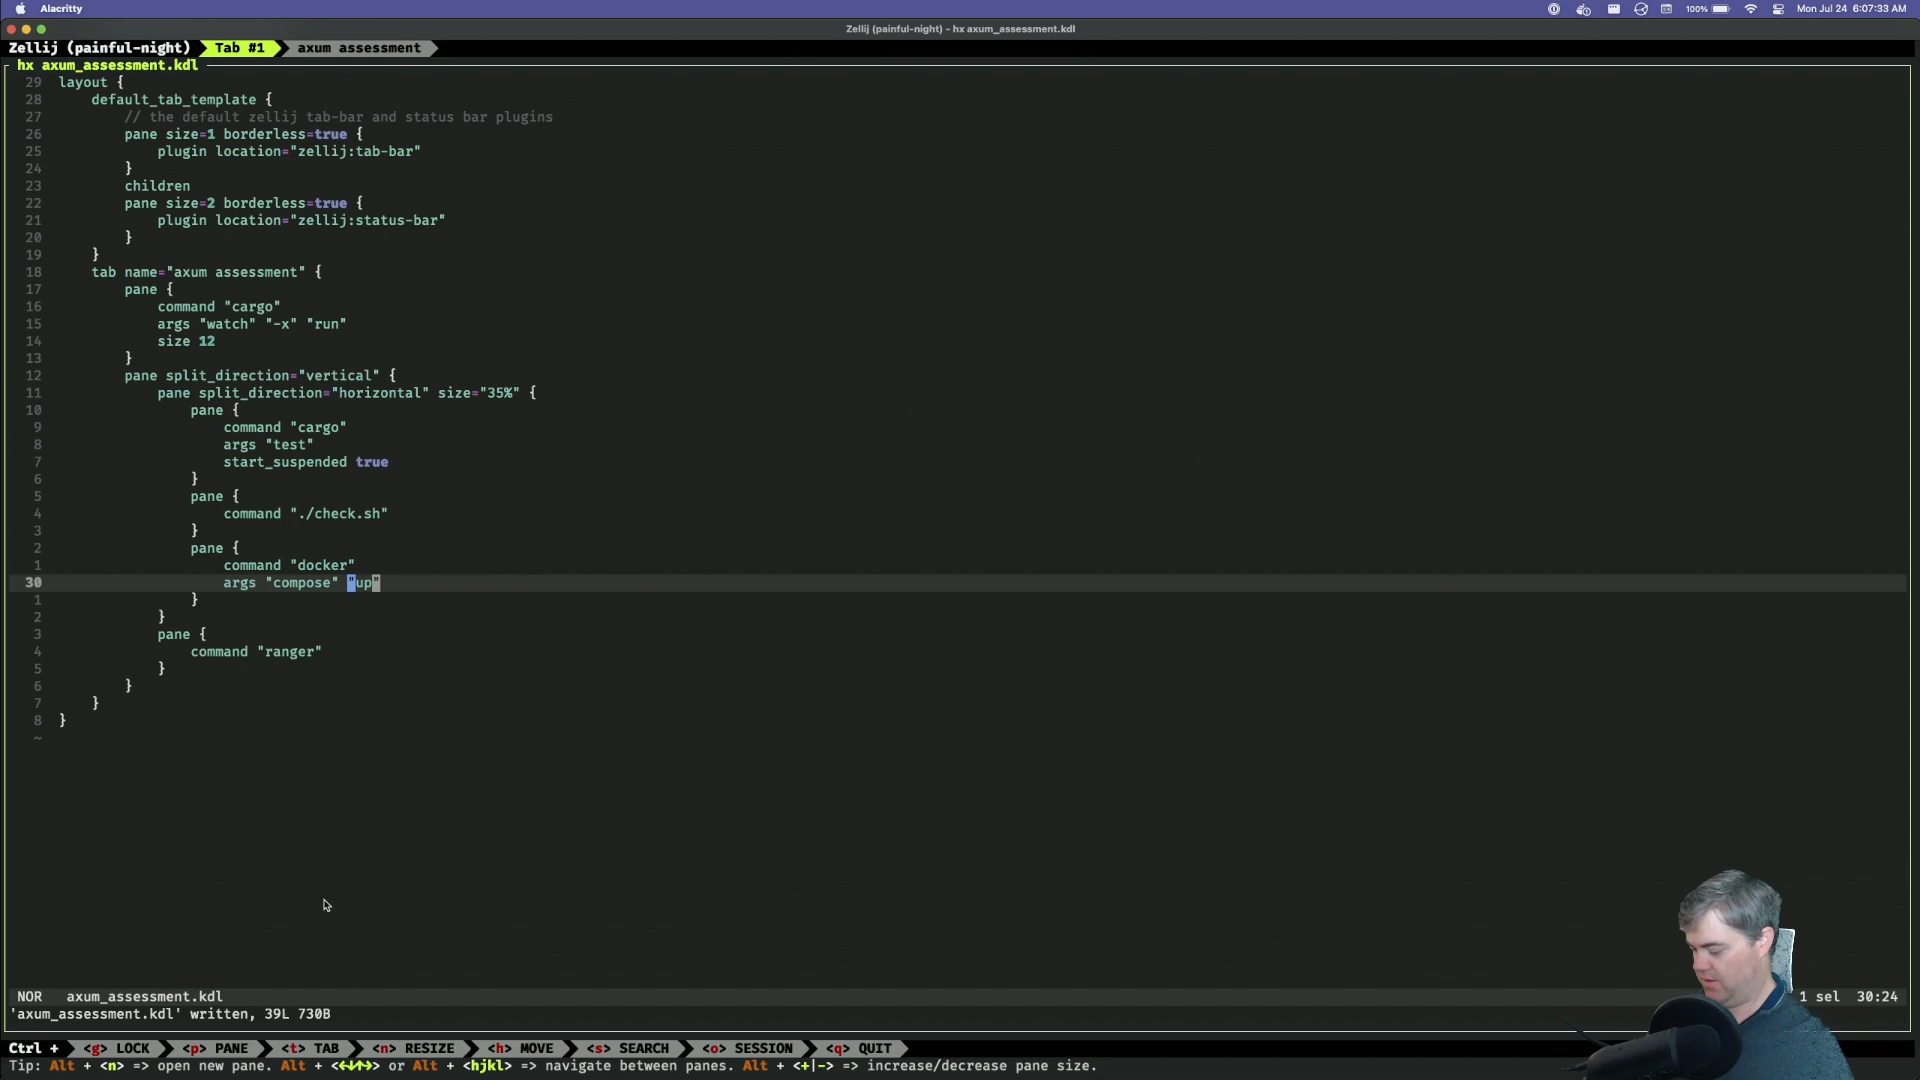 Alacritty
100%
Mon Jul 24 6:07:33 AM
Zellij (painful-night) - hx axum_assessment.kdl
Zellij (painful-night) Tab #1 axum assessment
hx axum_assessment.kdl
29 layout {
28 default_tab_template {
27 // the default zellij tab-bar and status bar plugins
26 pane size=1 borderless=true {
25 plugin location="zellij:tab-bar"
24 }
23 children
22 pane size=2 borderless=true {
21 plugin location="zellij:status-bar"
20 }
19 }
18 tab name="axum assessment" {
17 pane {
16 command "cargo"
15 args "watch" "-x" "run"
14 size 12
13 }
12 pane split_direction="vertical" {
11 pane split_direction="horizontal" size="35%" {
10 pane {
9 command "cargo"
8 args "test"
7 start_suspended true
6 }
5 pane {
4 command "./check.sh"
3 }
2 pane {
1 command "docker"
30 args "compose" "up"
1 }
2 }
3 pane {
4 command "ranger"
5 }
6 }
7 }
8 }
~
NOR axum_assessment.kdl 1 sel 30:24
'axum_assessment.kdl' written, 39L 730B
Ctrl + <g> LOCK <p> PANE <t> TAB <n> RESIZE <h> MOVE <s> SEARCH <o> SESSION <q> QUIT
Tip: Alt + <n> => open new pane. Alt + <←↓↑→> or Alt + <hjkl> => navigate between panes. Alt + <+|-> => increase/decrease pane size.